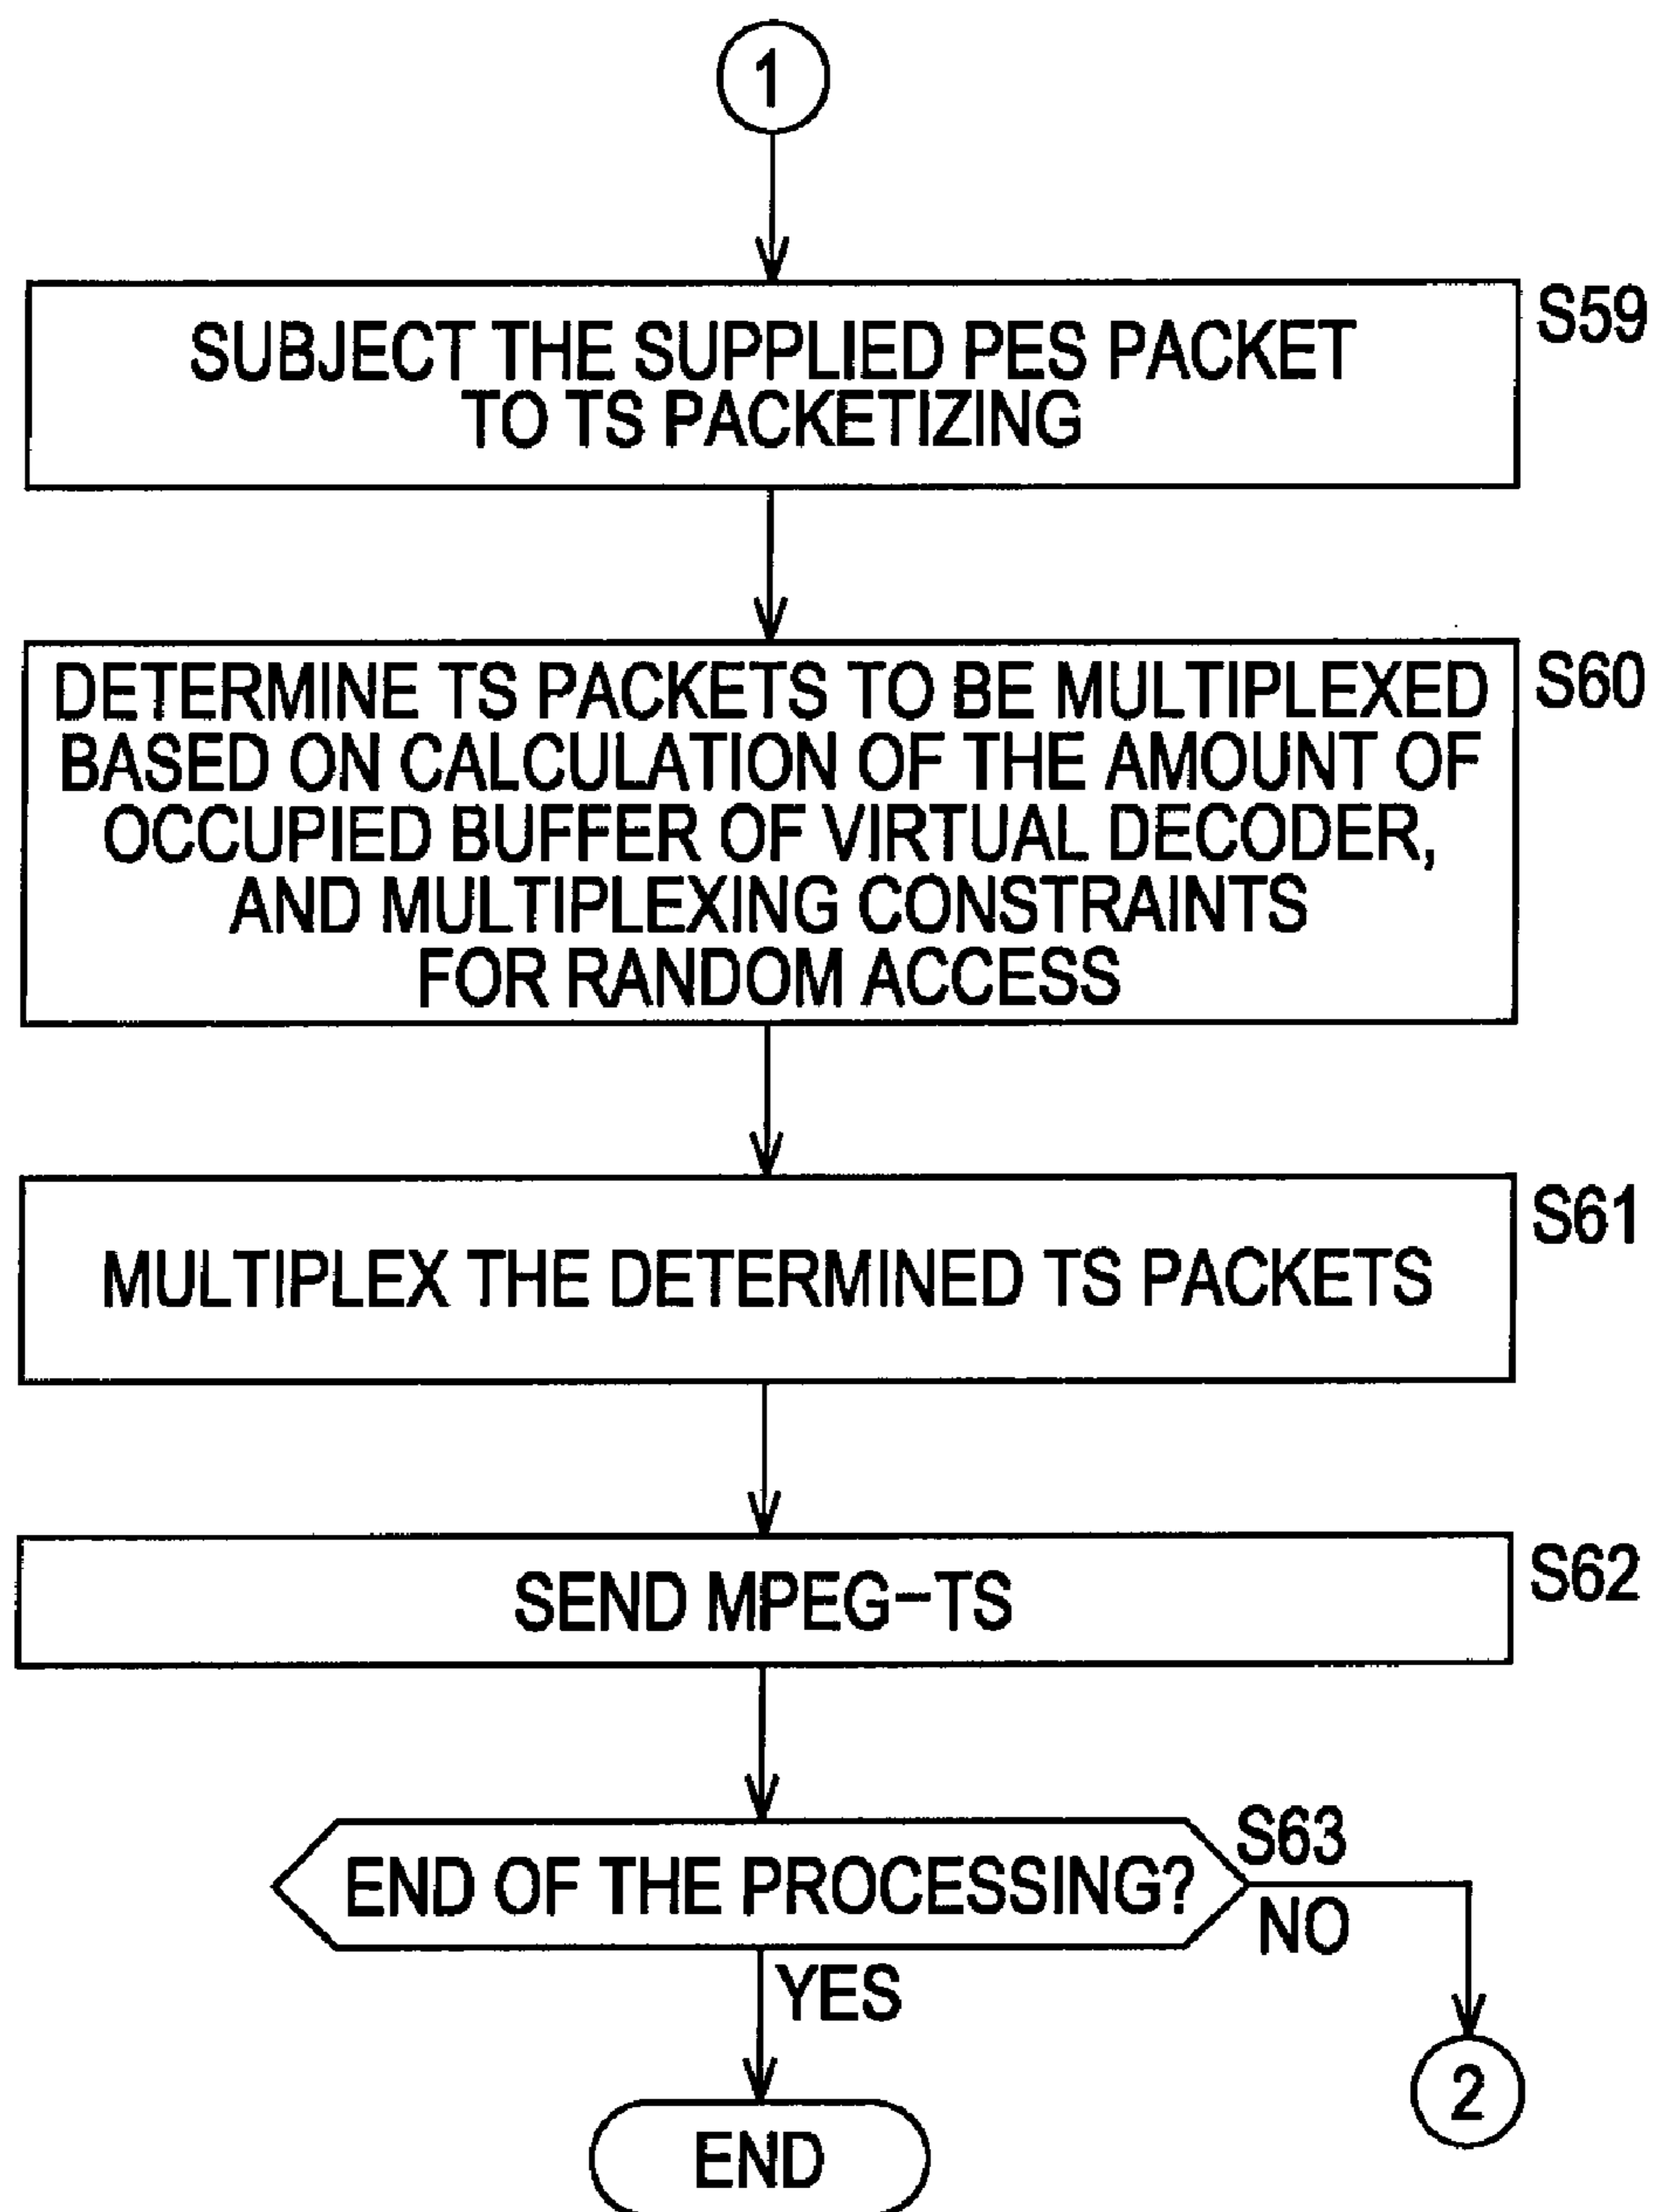 1
SUBJECT THE SUPPLIED PES PACKET
TO TS PACKETIZING
S59
DETERMINE TS PACKETS TO BE MULTIPLEXED
BASED ON CALCULATION OF THE AMOUNT OF
OCCUPIED BUFFER OF VIRTUAL DECODER,
AND MULTIPLEXING CONSTRAINTS
FOR RANDOM ACCESS
S60
MULTIPLEX THE DETERMINED TS PACKETS
S61
SEND MPEG-TS
S62
END OF THE PROCESSING?
S63
NO
YES
2
END